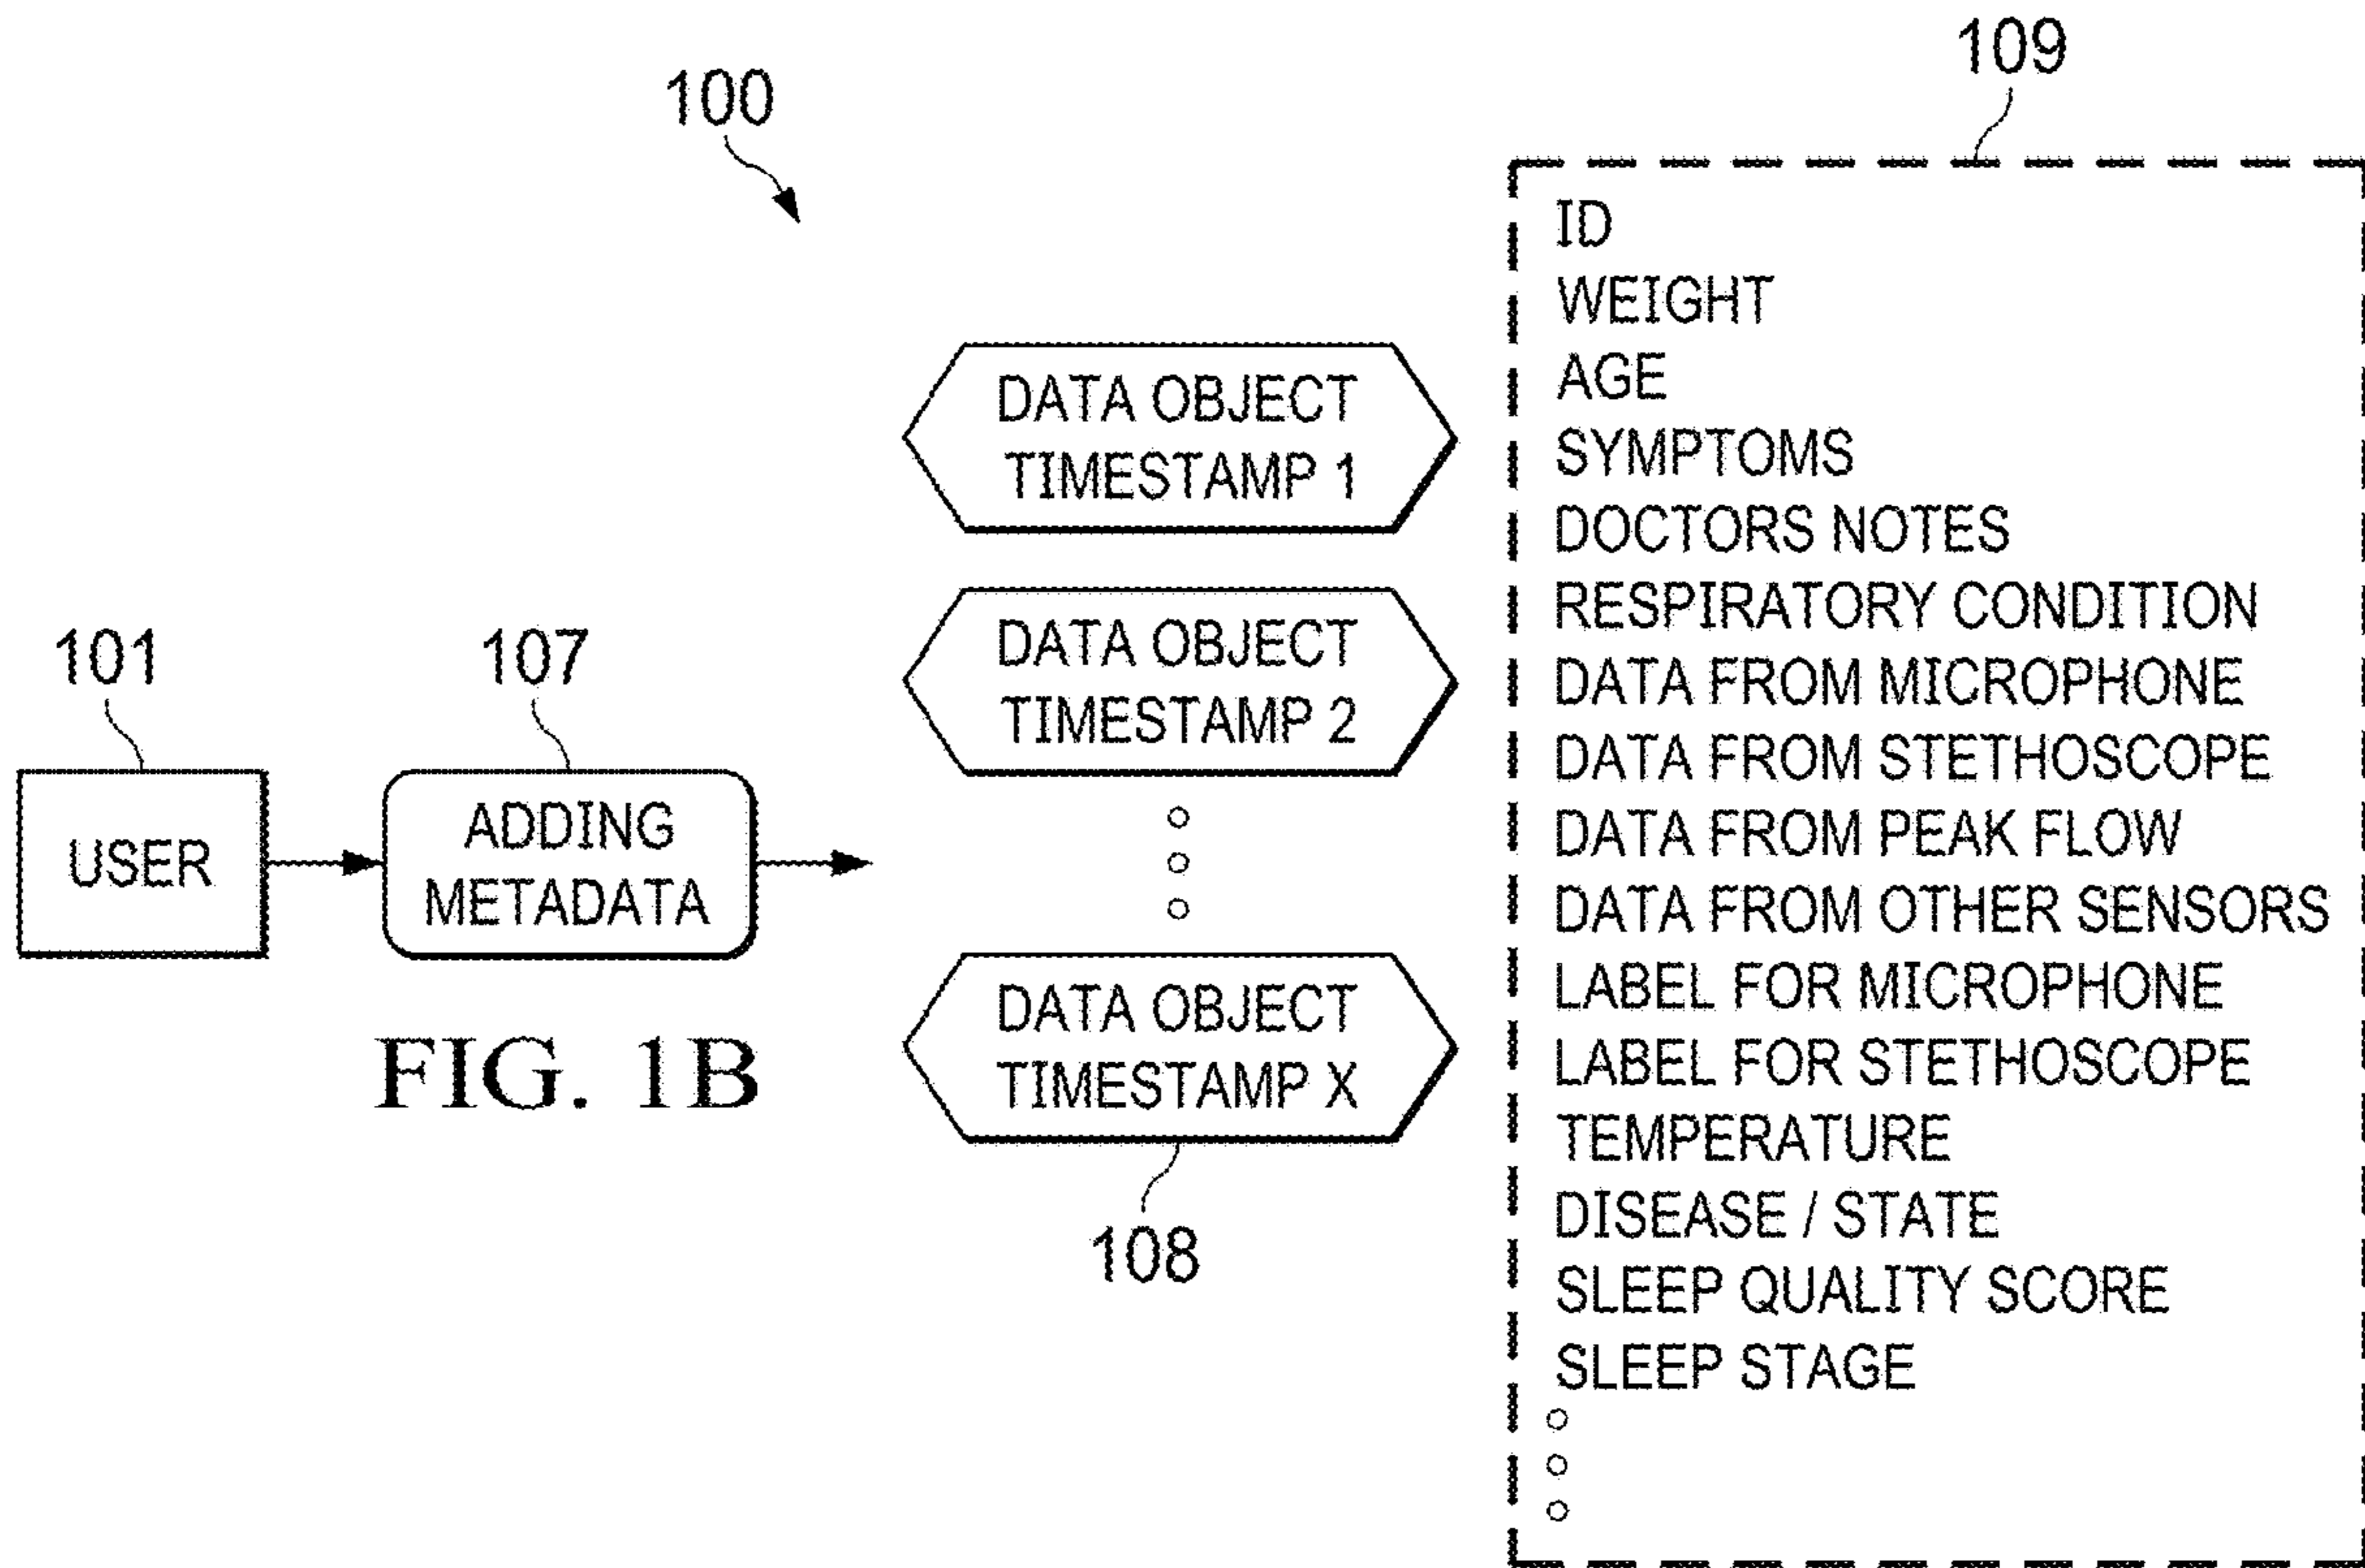 100
109
DATA OBJECT
TIMESTAMP 1
DATA OBJECT
TIMESTAMP 2
101
107
USER
ADDING
METADATA
DATA OBJECT
TIMESTAMP X
108
FIG. 1B
ID
WEIGHT
AGE
SYMPTOMS
DOCTORS NOTES
RESPIRATORY CONDITION
DATA FROM MICROPHONE
DATA FROM STETHOSCOPE
DATA FROM PEAK FLOW
DATA FROM OTHER SENSORS
LABEL FOR MICROPHONE
LABEL FOR STETHOSCOPE
TEMPERATURE
DISEASE / STATE
SLEEP QUALITY SCORE
SLEEP STAGE